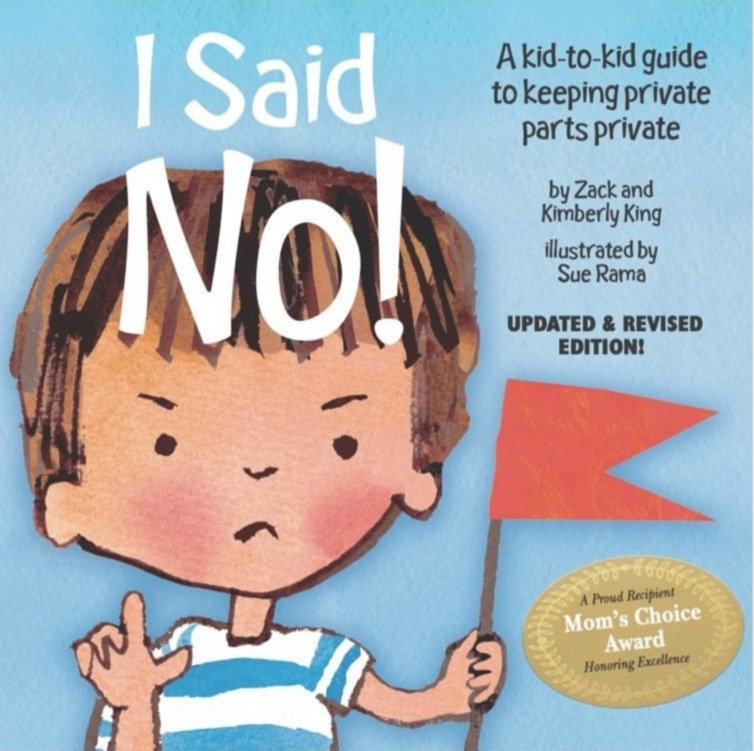 I Said
No!
A kid-to-kid guide
to keeping private
parts private
by Zack and
Kimberly King
illustrated by
Sue Rama
UPDATED & REVISED
EDITION!
A Proud Recipient
Mom's Choice
Award
Honoring Excellence